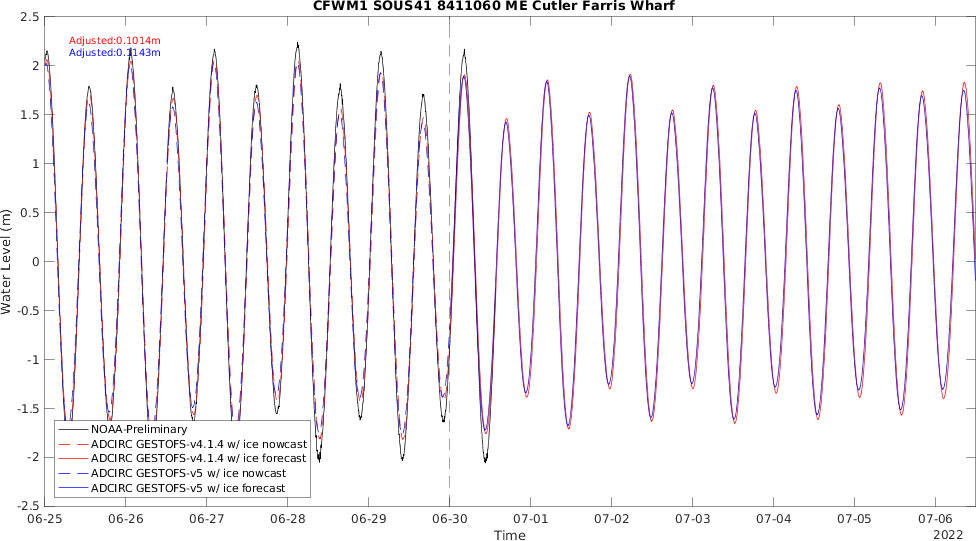 CFWM1 SOUS41 8411060 ME Cutler Farris Wharf
Adjusted:0.1014m
Adjusted:0.1143m
Water Level (m)
2.5
2
1.5
1
0.5
0
-0.5
-1
-1.5
-2
-2.5
NOAA-Preliminary
ADCIRC GESTOFS-v4.1.4 w/ ice nowcast
ADCIRC GESTOFS-v4.1.4 w/ ice forecast
ADCIRC GESTOFS-v5 w/ ice nowcast
ADCIRC GESTOFS-v5 w/ ice forecast
06-25 06-26 06-27 06-28 06-29 06-30 07-01 07-02 07-03 07-04 07-05 07-06
2022
Time